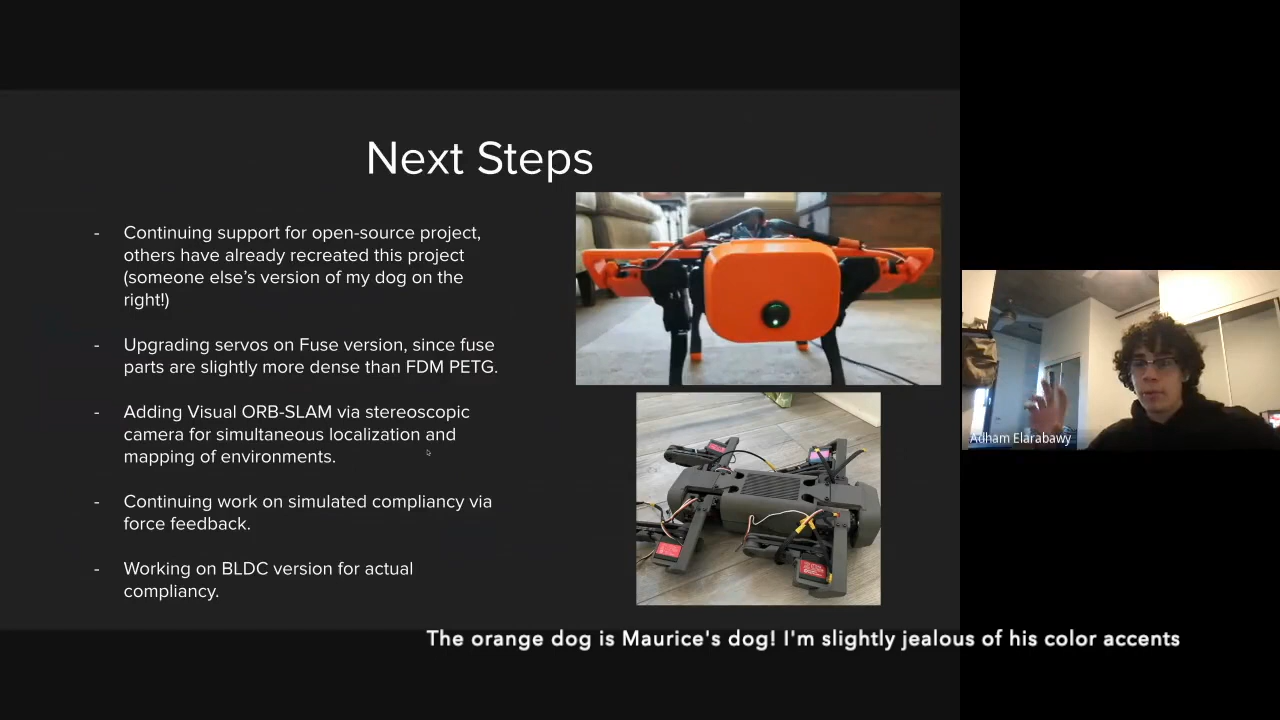 Next Steps
- Continuing support for open-source project,
others have already recreated this project
(someone else’s version of my dog on the
right!)
- Upgrading servos on Fuse version, since fuse
parts are slightly more dense than FDM PETG.
- Adding Visual ORB-SLAM via stereoscopic
camera for simultaneous localization and
mapping of environments.
- Continuing work on simulated compliancy via
force feedback.
- Working on BLDC version for actual
compliancy.
Adham Elarabawy
The orange dog is Maurice's dog! I'm slightly jealous of his color accents